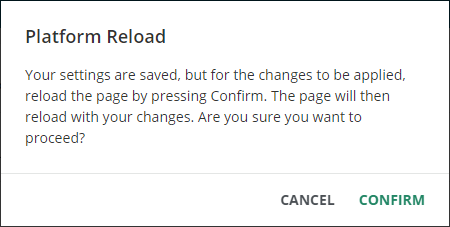 Platform Reload
Your settings are saved, but for the changes to be applied,
reload the page by pressing Confirm. The page will then
reload with your changes. Are you sure you want to
proceed?
CANCEL CONFIRM